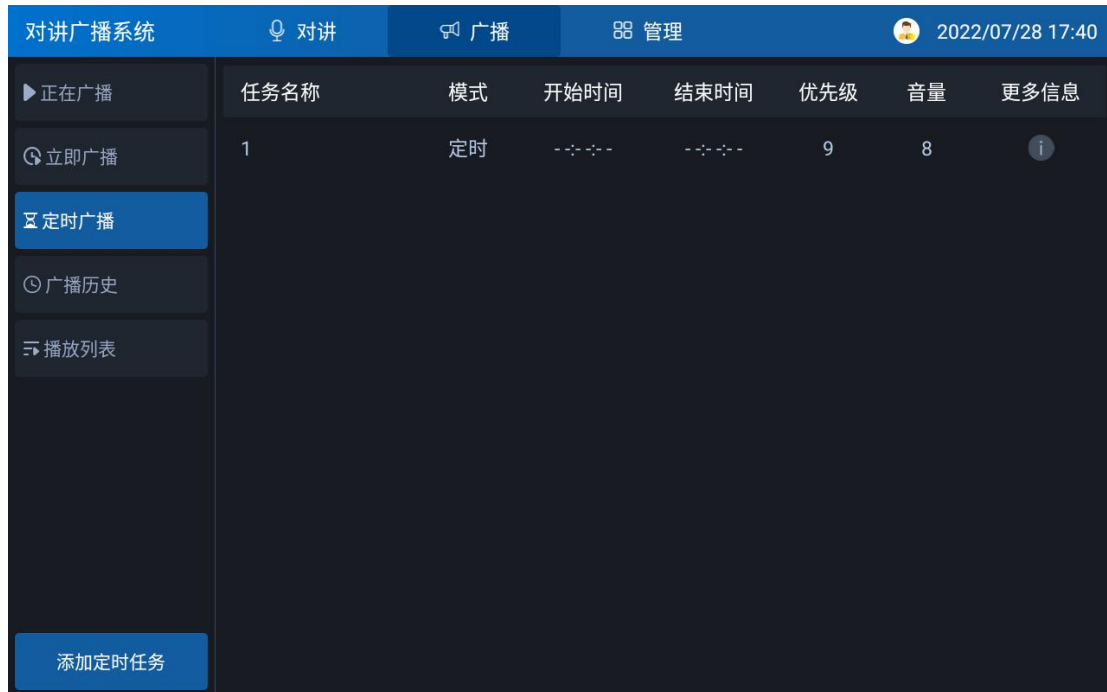 对讲广播系统 对讲 广播 管理 2022/07/28 17:40
正在广播
立即广播
定时广播
广播历史
播放列表
添加定时任务
任务名称 模式 开始时间 结束时间 优先级 音量 更多信息
1 定时 --:--:-- --:--:-- 9 8 i